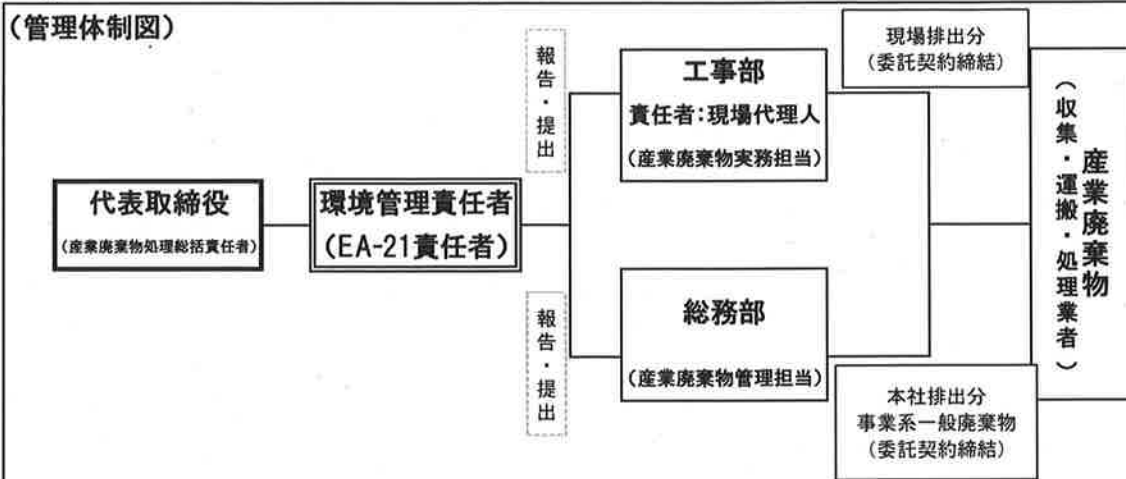 （管理体制図）
代表取締役
（産業廃棄物処理総括責任者）
環境管理責任者
（EA-21責任者）
報告・提出
報告・提出
工事部
責任者：現場代理人
（産業廃棄物実務担当）
総務部
（産業廃棄物管理担当）
現場排出分
（委託契約締結）
本社排出分
事業系一般廃棄物
（委託契約締結）
産業廃棄物
（収集・運搬・処理業者）